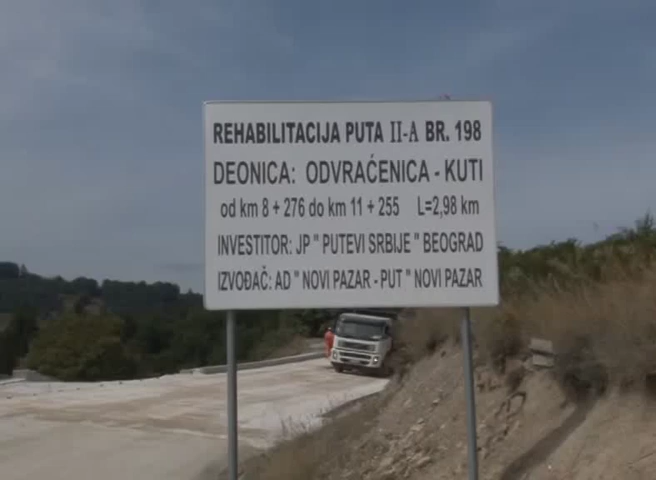 REHABILITACIJA PUTA II-A BR. 198
DEONICA: ODVRAĆENICA - KUTI
od km 8 + 276 do km 11 + 255 L=2,98 km
INVESTITOR: JP " PUTEVI SRBIJE " BEOGRAD
IZVOĐAČ: AD " NOVI PAZAR - PUT " NOVI PAZAR